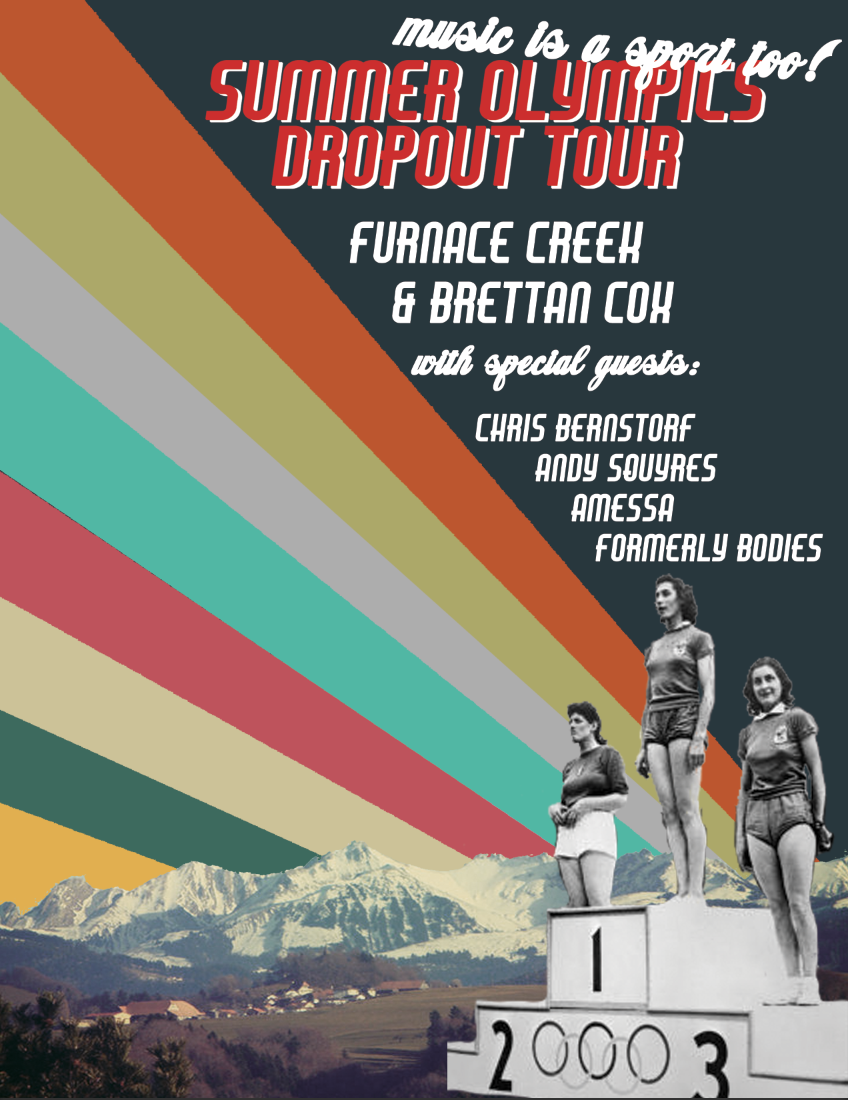 music is a sport too!
SUMMER OLYMPICS
DROPOUT TOUR
FURNACE CREEK
& BRETTAN COX
with special guests:
CHRIS BERNSTORF
ANDY SQUYRES
AMESSA
FORMERLY BODIES
1
2 3